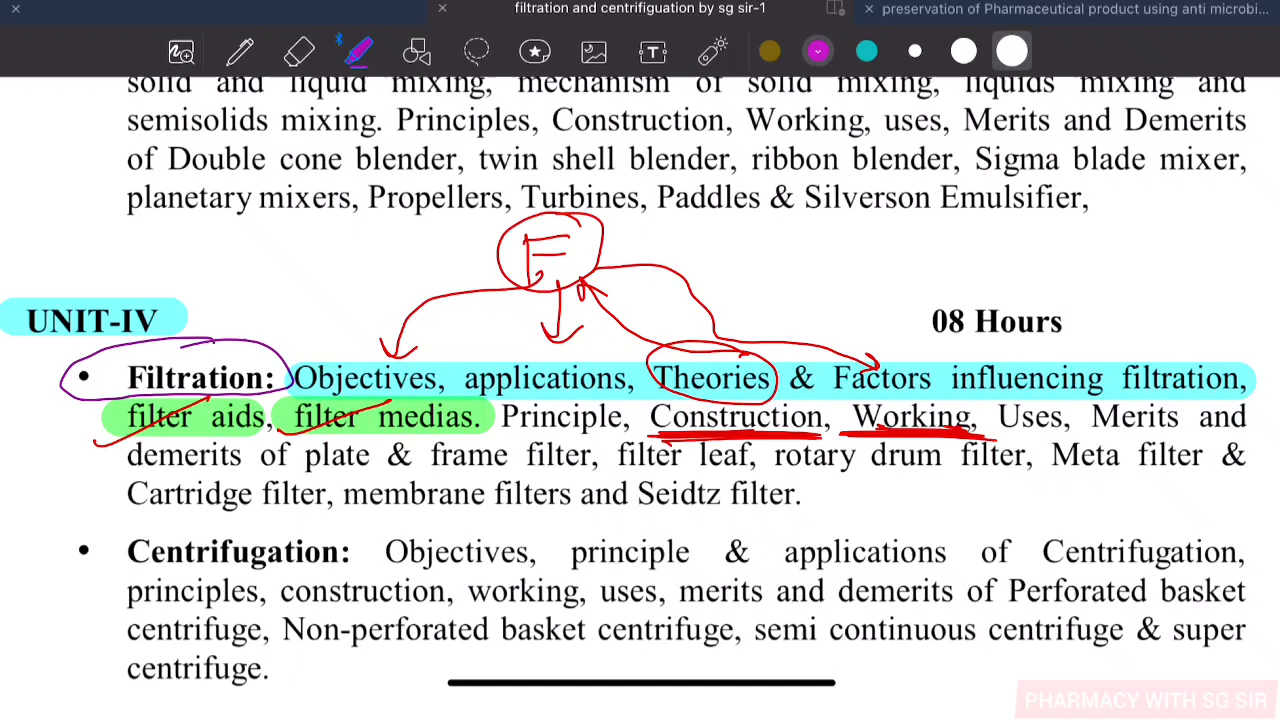 filtration and centrifiguation by sg sir-1
preservation of Pharmaceutical product using anti microbi...
solid and liquid mixing, mechanism of solid mixing, liquids mixing and
semisolids mixing. Principles, Construction, Working, uses, Merits and Demerits
of Double cone blender, twin shell blender, ribbon blender, Sigma blade mixer,
planetary mixers, Propellers, Turbines, Paddles & Silverson Emulsifier,
F
UNIT-IV 08 Hours
• Filtration: Objectives, applications, Theories & Factors influencing filtration,
filter aids, filter medias. Principle, Construction, Working, Uses, Merits and
demerits of plate & frame filter, filter leaf, rotary drum filter, Meta filter &
Cartridge filter, membrane filters and Seidtz filter.
• Centrifugation: Objectives, principle & applications of Centrifugation,
principles, construction, working, uses, merits and demerits of Perforated basket
centrifuge, Non-perforated basket centrifuge, semi continuous centrifuge & super
centrifuge.
PHARMACY WITH SG SIR